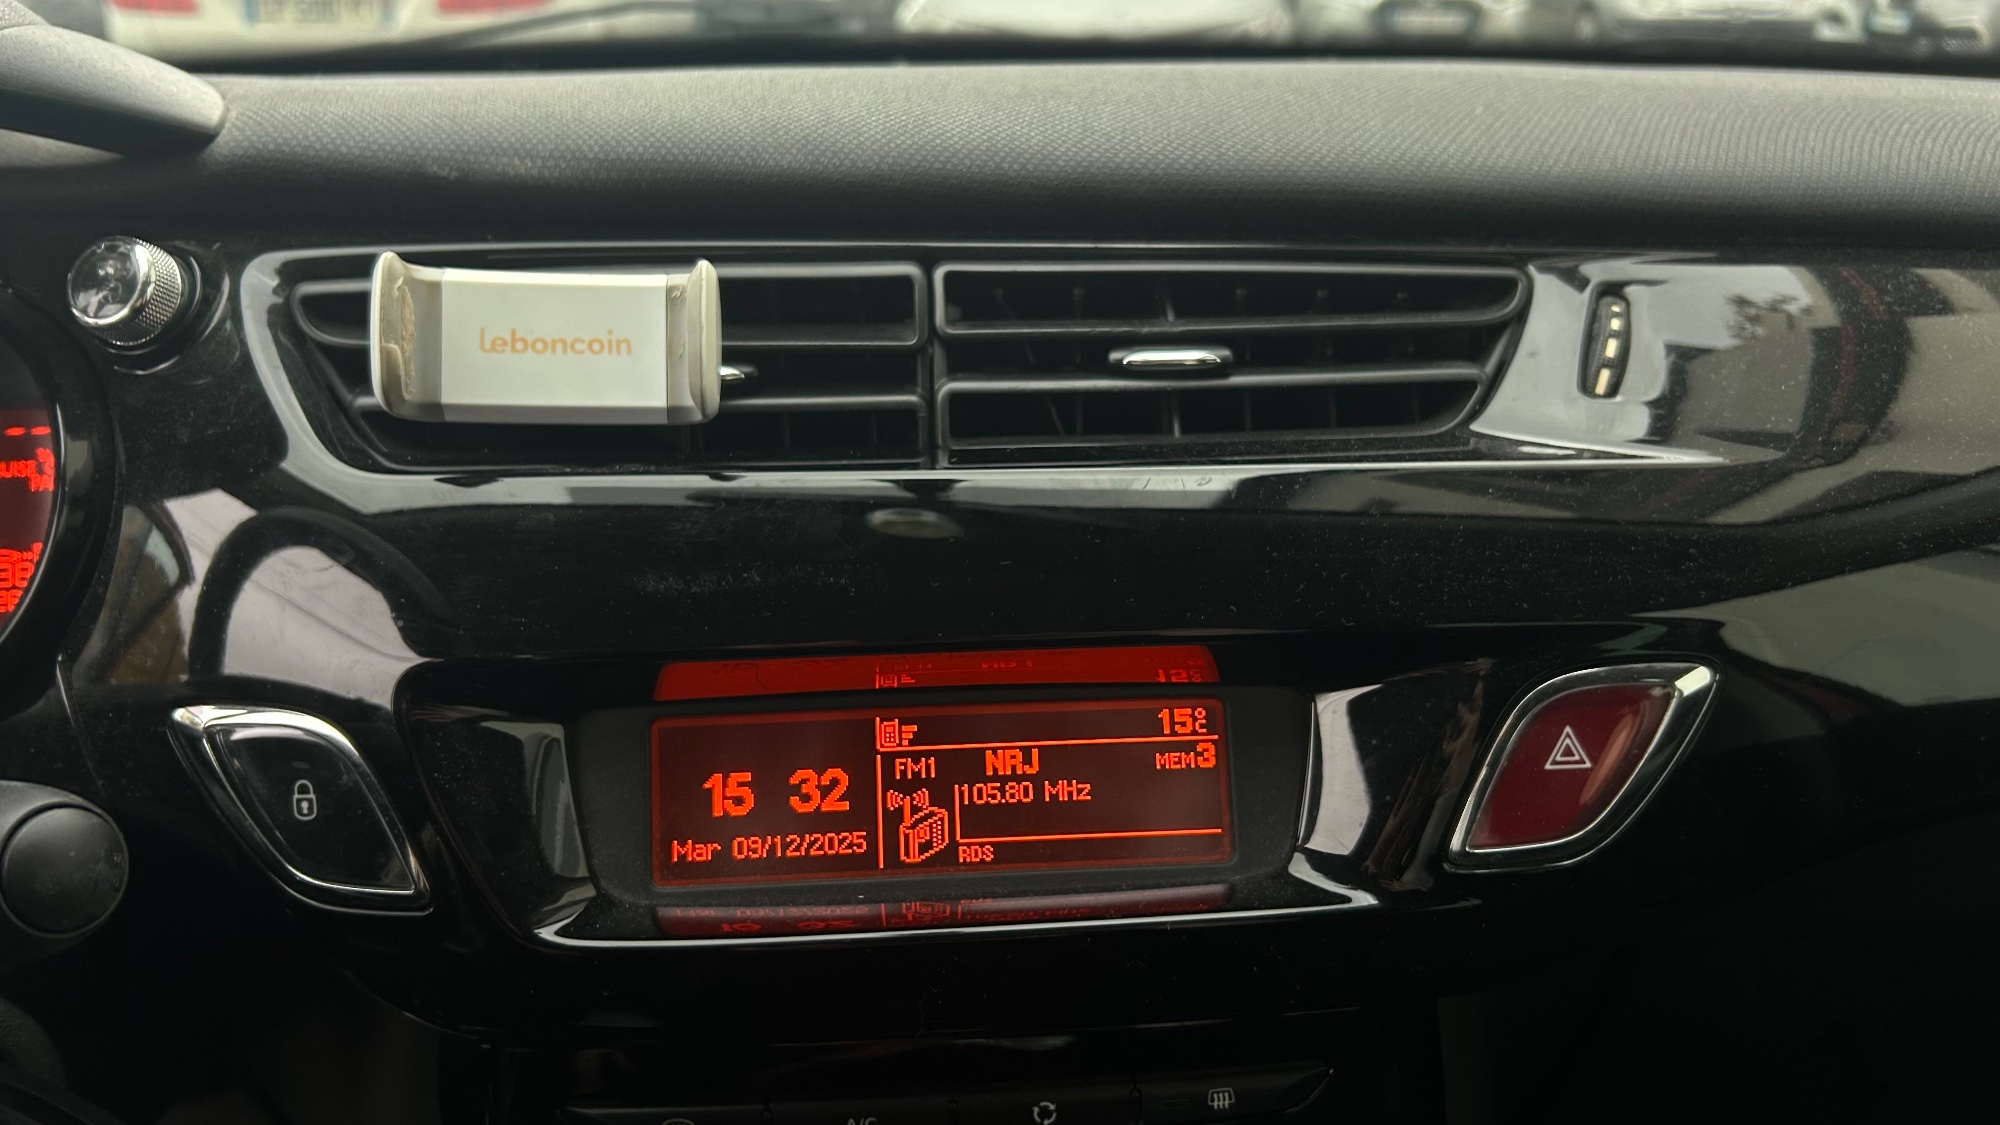 Leboncoin
15°C
FM1 NRJ MEM3
15 32
105.80 MHz
Mar 09/12/2025
RDS
A/C